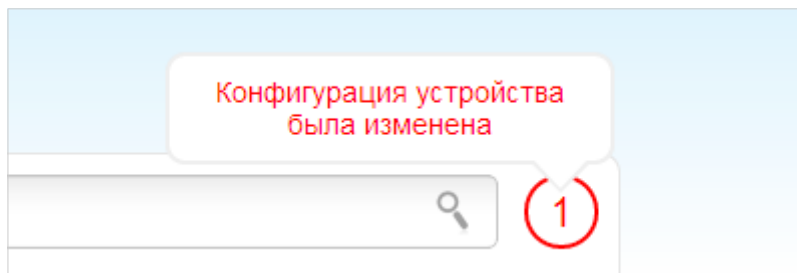 Конфигурация устройства
была изменена
1